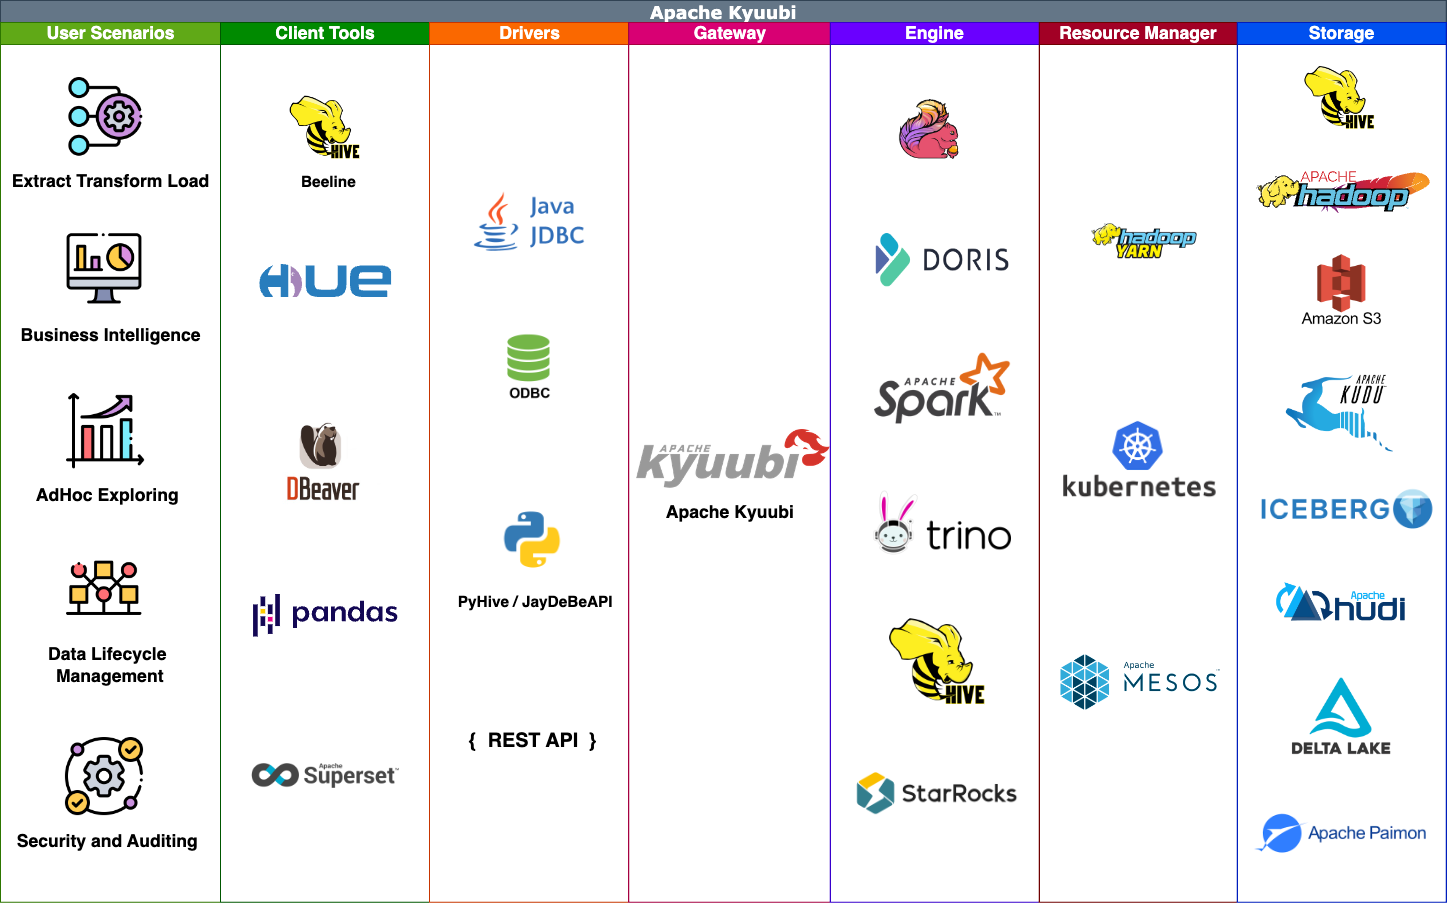 Apache Kyuubi
User Scenarios
Client Tools
Drivers
Gateway
Engine
Resource Manager
Storage
Extract Transform Load
Business Intelligence
AdHoc Exploring
Data Lifecycle
Management
Security and Auditing
HIVE
Beeline
HUE
DBeaver
pandas
Apache
Superset™
Java
JDBC
ODBC
PyHive / JayDeBeAPI
{ REST API }
APACHE
kyuubi
Apache Kyuubi
DORIS
APACHE
Spark™
trino
HIVE
StarRocks
hadoop
YARN
kubernetes
Apache
MESOS™
HIVE
APACHE
hadoop
Amazon S3
APACHE
KUDU
ICEBERG
Apache
hudi
DELTA LAKE
Apache Paimon